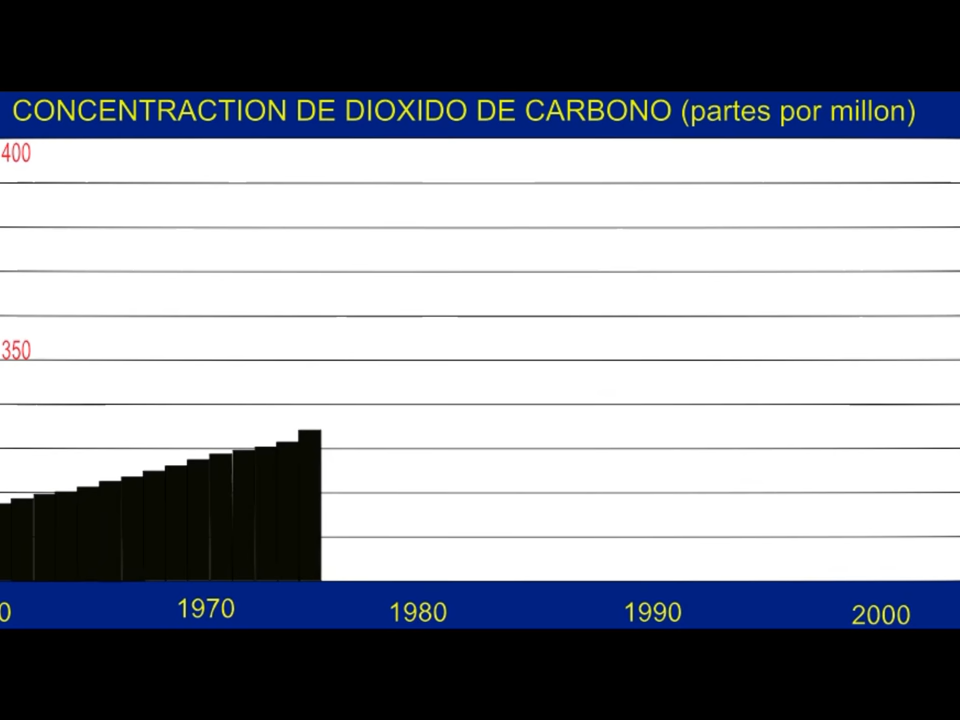 CONCENTRACTION DE DIOXIDO DE CARBONO (partes por millon)
400
350
0 1970 1980 1990 2000